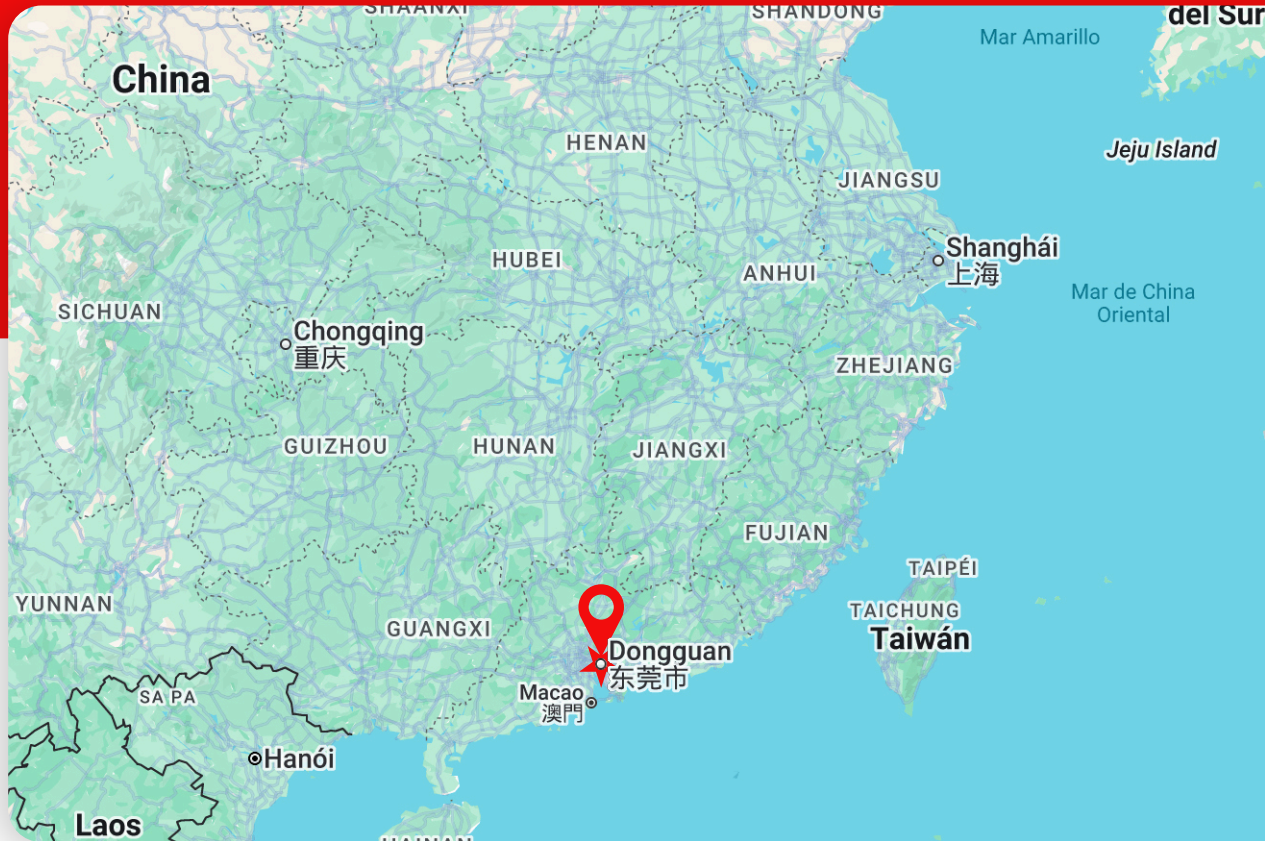 SHAANXI
SHANDONG
del Sur
Mar Amarillo
China
HENAN
Jeju Island
JIANGSU
Shanghái
上海
HUBEI
ANHUI
Mar de China
Oriental
SICHUAN
Chongqing
重庆
ZHEJIANG
GUIZHOU
HUNAN
JIANGXI
FUJIAN
TAIPÉI
YUNNAN
TAICHUNG
Taiwán
GUANGXI
Dongguan
东莞市
SA PA
Macao
澳門
Hanói
Laos
HAINAN